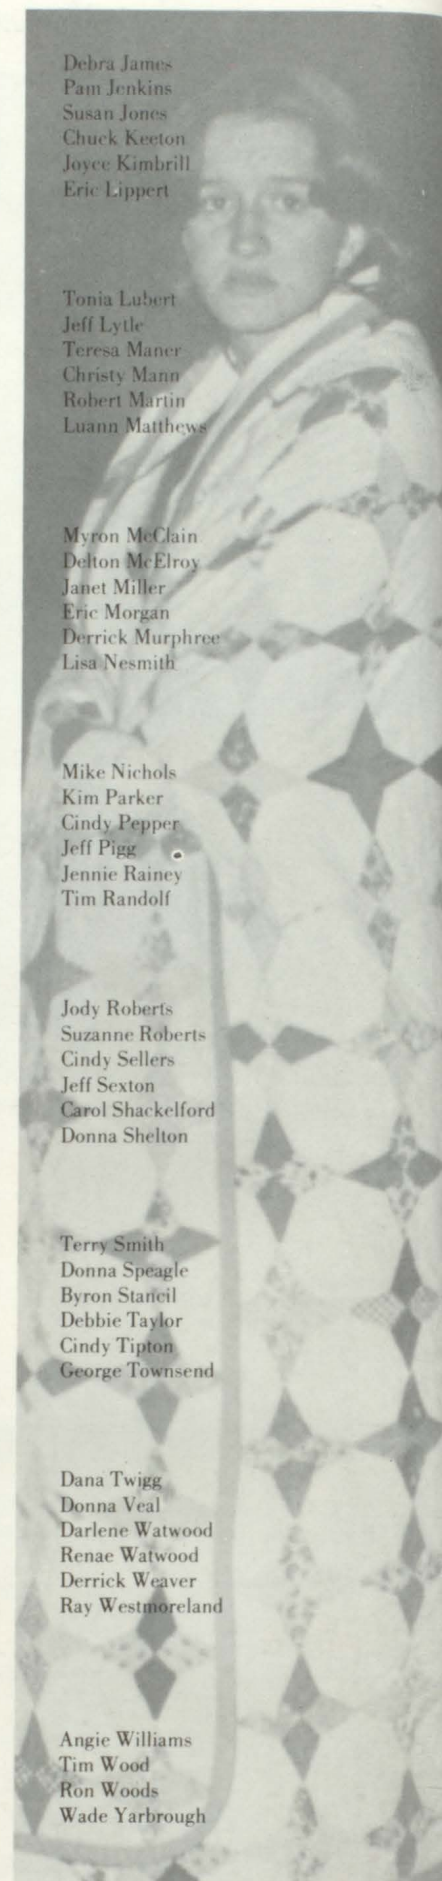 Debra James
Pam Jenkins
Susan Jones
Chuck Keeton
Joyce Kimbrill
Eric Lippert
Tonia Lubert
Jeff Lytle
Teresa Maner
Christy Mann
Robert Martin
Luann Matthews
Myron McClain
Delton McElroy
Janet Miller
Eric Morgan
Derrick Murphree
Lisa Nesmith
Mike Nichols
Kim Parker
Cindy Pepper
Jeff Pigg
Jennie Rainey
Tim Randolf
Jody Roberts
Suzanne Roberts
Cindy Sellers
Jeff Sexton
Carol Shackelford
Donna Shelton
Terry Smith
Donna Speagle
Byron Stancil
Debbie Taylor
Cindy Tipton
George Townsend
Dana Twigg
Donna Veal
Darlene Watwood
Renae Watwood
Derrick Weaver
Ray Westmoreland
Angie Williams
Tim Wood
Ron Woods
Wade Yarbrough